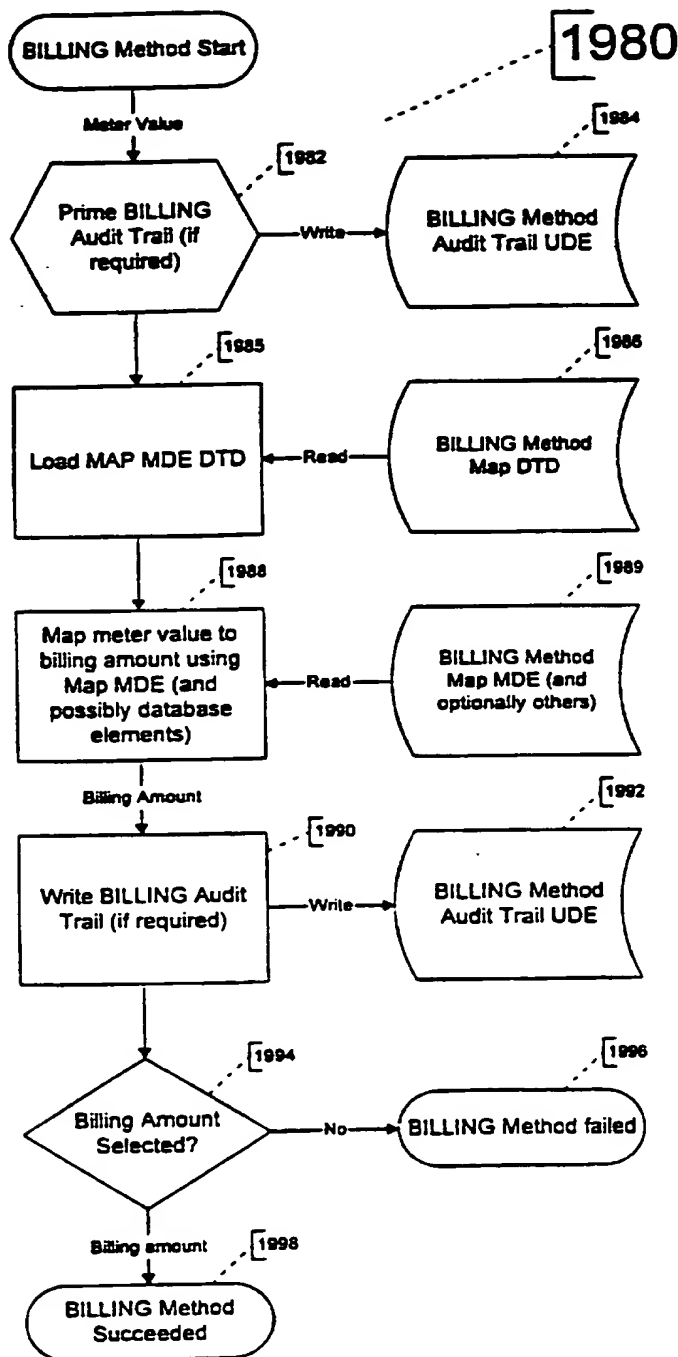 BILLING Method Start
1980
Meter Value
1982
1984
Prime BILLING
Audit Trail (if
required)
Write
BILLING Method
Audit Trail UDE
1985
1986
Load MAP MDE DTD
Read
BILLING Method
Map DTD
1988
1989
Map meter value to
billing amount using
Map MDE (and
possibly database
elements)
Read
BILLING Method
Map MDE (and
optionally others)
Billing Amount
1990
1992
Write BILLING Audit
Trail (if required)
Write
BILLING Method
Audit Trail UDE
1994
1996
Billing Amount
Selected?
No
BILLING Method failed
Billing amount
1998
BILLING Method
Succeeded